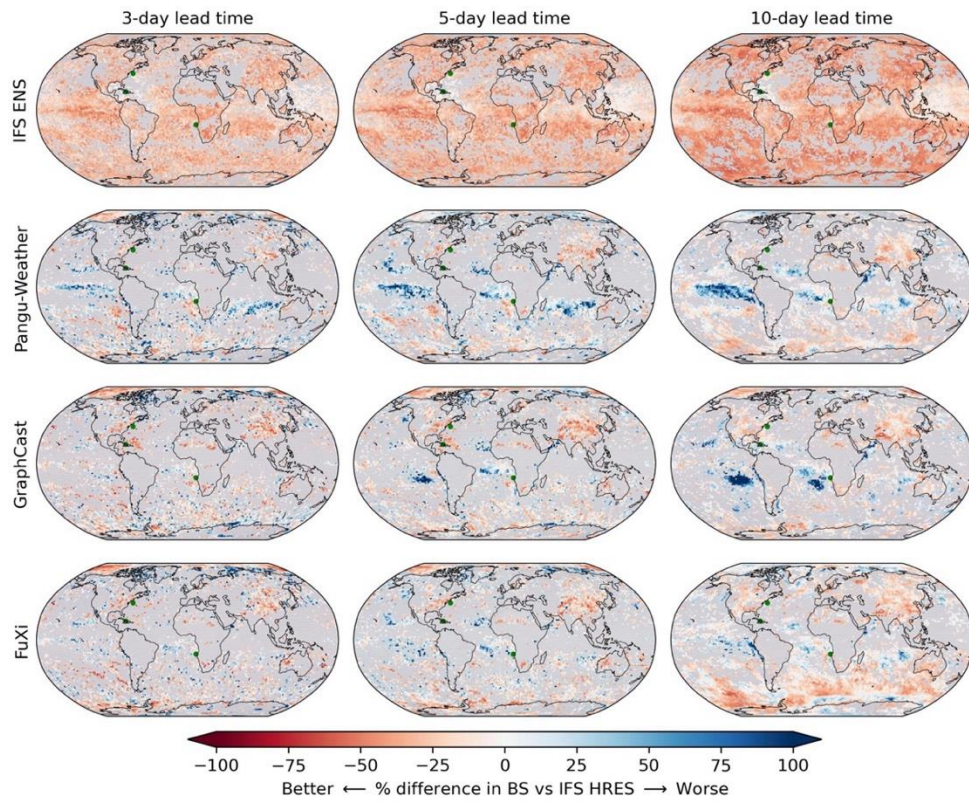 3-day lead time 5-day lead time 10-day lead time
IFS ENS
Pangu-Weather
GraphCast
FuXi
−100 −75 −50 −25 0 25 50 75 100
Better ← % difference in BS vs IFS HRES → Worse